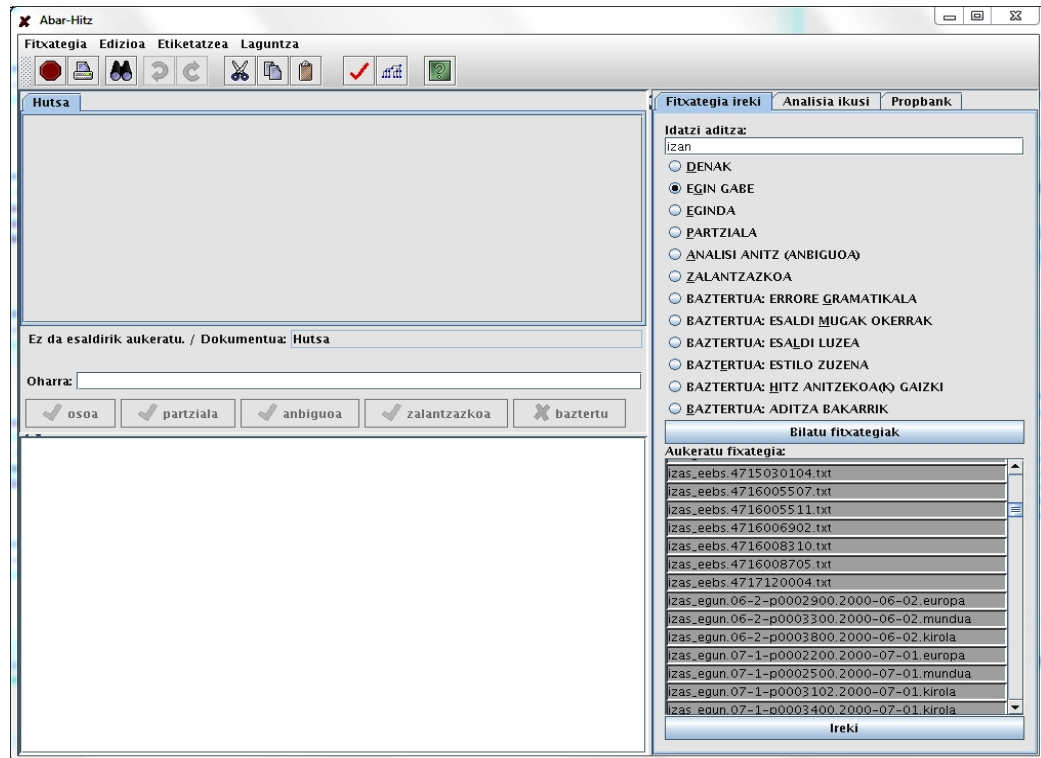 Abar-Hitz
Fitxategia Edizioa Etiketatzea Laguntza
Hutsa
Ez da esaldirik aukeratu. / Dokumentua: Hutsa
Oharra:
osoa partziala anbiguoa zalantzazkoa baztertu
Fitxategia ireki Analisia ikusi Propbank
Idatzi aditza:
izan
DENAK
EGIN GABE
EGINDA
PARTZIALA
ANALISI ANITZ (ANBIGUOA)
ZALANTZAZKOA
BAZTERTUA: ERRORE GRAMATIKALA
BAZTERTUA: ESALDI MUGAK OKERRAK
BAZTERTUA: ESALDI LUZEA
BAZTERTUA: ESTILO ZUZENA
BAZTERTUA: HITZ ANITZEKOA(K) GAIZKI
BAZTERTUA: ADITZA BAKARRIK
Bilatu fitxategiak
Aukeratu fixategia:
izas_eebs.4715030104.txt
izas_eebs.4716005507.txt
izas_eebs.4716005511.txt
izas_eebs.4716006902.txt
izas_eebs.4716008310.txt
izas_eebs.4716008705.txt
izas_eebs.4717120004.txt
izas_egun.06-2-p0002900.2000-06-02.europa
izas_egun.06-2-p0003300.2000-06-02.mundua
izas_egun.06-2-p0003800.2000-06-02.kirola
izas_egun.07-1-p0002200.2000-07-01.europa
izas_egun.07-1-p0002500.2000-07-01.mundua
izas_egun.07-1-p0003102.2000-07-01.kirola
izas_egun.07-1-p0003400.2000-07-01.kirola
Ireki